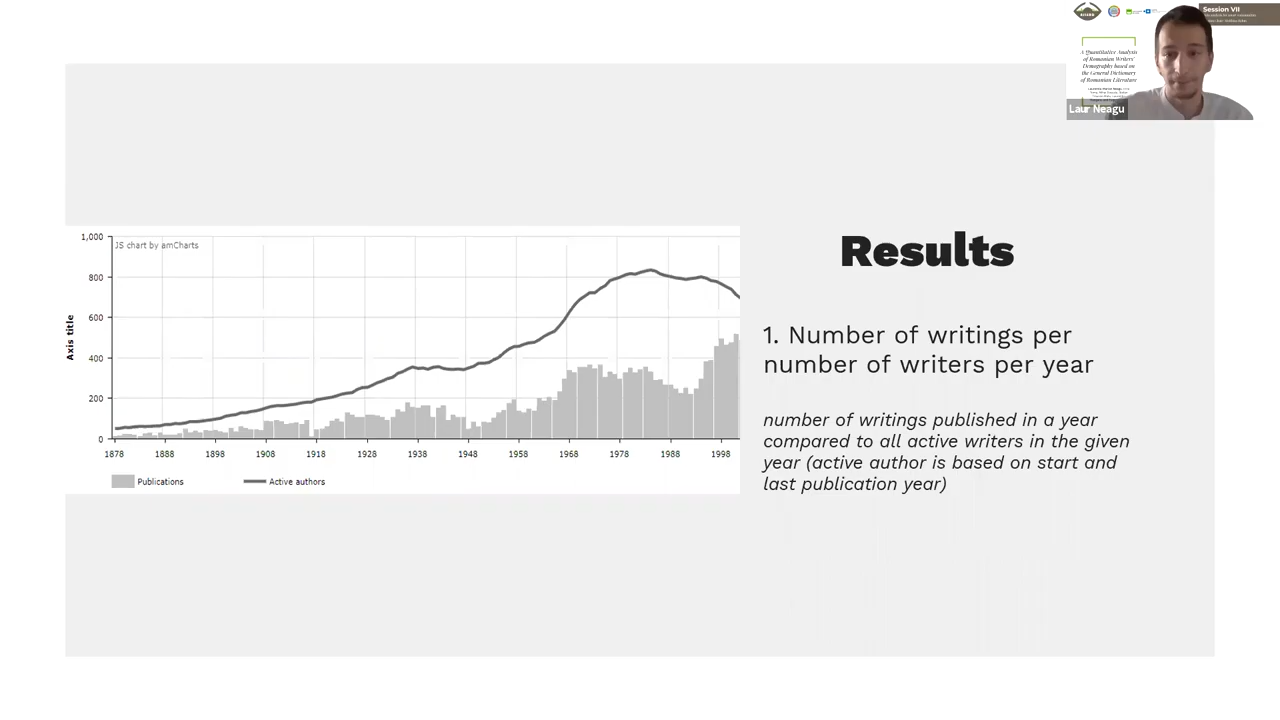 Session VII
A Quantitative Analysis
of Romanian Writers'
Demography based on
the General Dictionary
of Romanian Literature
Laur Neagu
Results
1. Number of writings per
number of writers per year
number of writings published in a year
compared to all active writers in the given
year (active author is based on start and
last publication year)
JS chart by amCharts
Axis title
1,000
800
600
400
200
0
1878 1888 1898 1908 1918 1928 1938 1948 1958 1968 1978 1988 1998
Publications Active authors